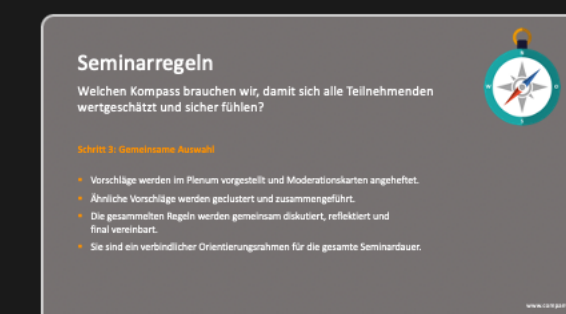 Seminarregeln
Welchen Kompass brauchen wir, damit sich alle Teilnehmenden
wertgeschätzt und sicher fühlen?
Schritt 3: Gemeinsame Auswahl
• Vorschläge werden im Plenum vorgestellt und Moderationskarten angeheftet.
• Ähnliche Vorschläge werden geclustert und zusammengeführt.
• Die gesammelten Regeln werden gemeinsam diskutiert, reflektiert und
final vereinbart.
• Sie sind ein verbindlicher Orientierungsrahmen für die gesamte Seminardauer.